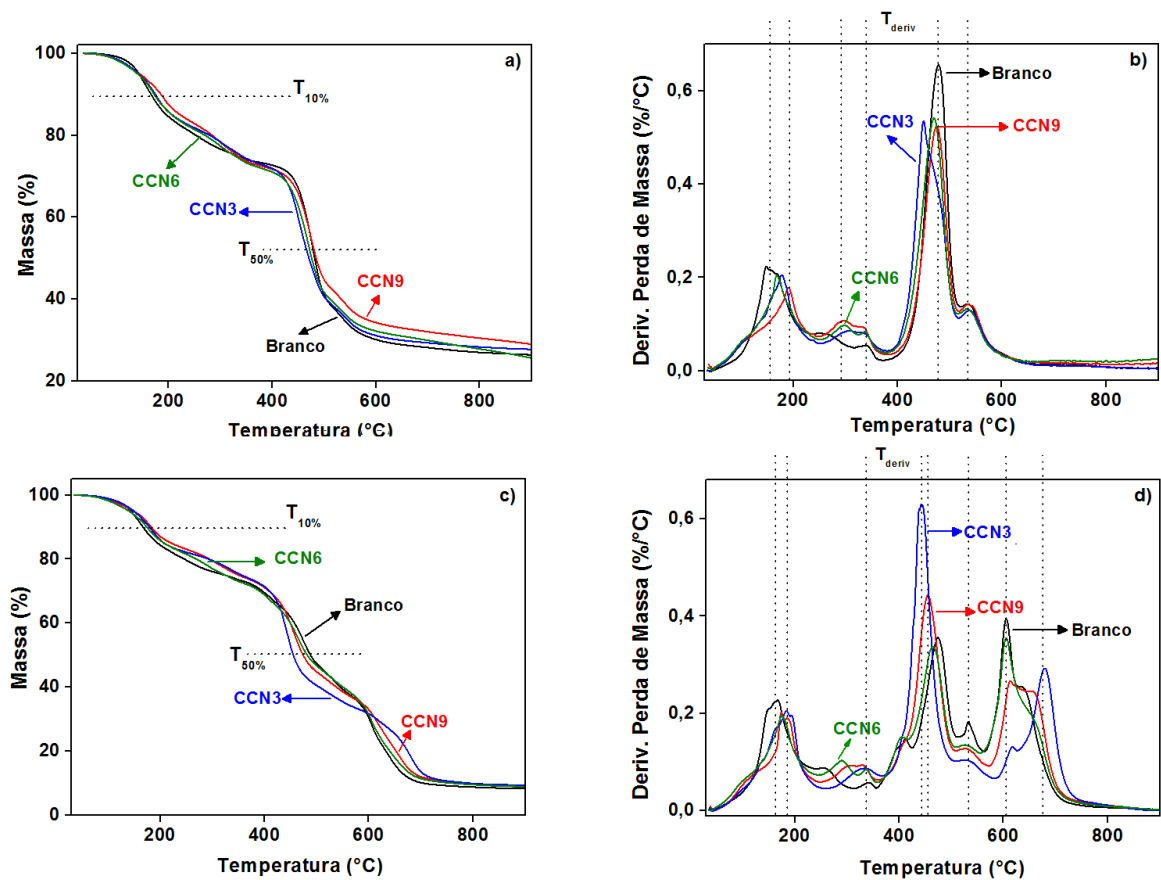 a)
T10%
CCN6
CCN3
T50%
CCN9
Branco
Massa (%)
100
80
60
40
20
200
400
600
800
Temperatura (°C)
Tderiv
b)
Branco
CCN3
CCN9
CCN6
Deriv. Perda de Massa (%/°C)
0,6
0,4
0,2
0,0
200
400
600
800
Temperatura (°C)
c)
T10%
CCN6
Branco
T50%
CCN3
CCN9
Massa (%)
100
80
60
40
20
0
200
400
600
800
Temperatura (°C)
Tderiv
d)
CCN3
CCN9
Branco
CCN6
Deriv. Perda de Massa (%/°C)
0,6
0,4
0,2
0,0
200
400
600
800
Temperatura (°C)